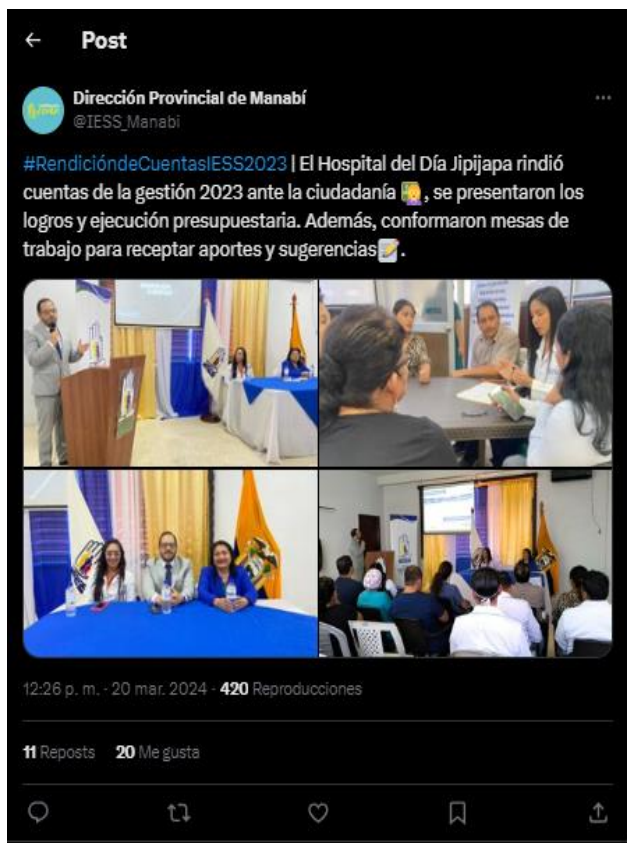 Post
Dirección Provincial de Manabí
@IESS_Manabi
#RendicióndeCuentasIESS2023 | El Hospital del Día Jipijapa rindió
cuentas de la gestión 2023 ante la ciudadanía 🙋, se presentaron los
logros y ejecución presupuestaria. Además, conformaron mesas de
trabajo para receptar aportes y sugerencias📝.
12:26 p. m. · 20 mar. 2024 · 420 Reproducciones
11 Reposts 20 Me gusta